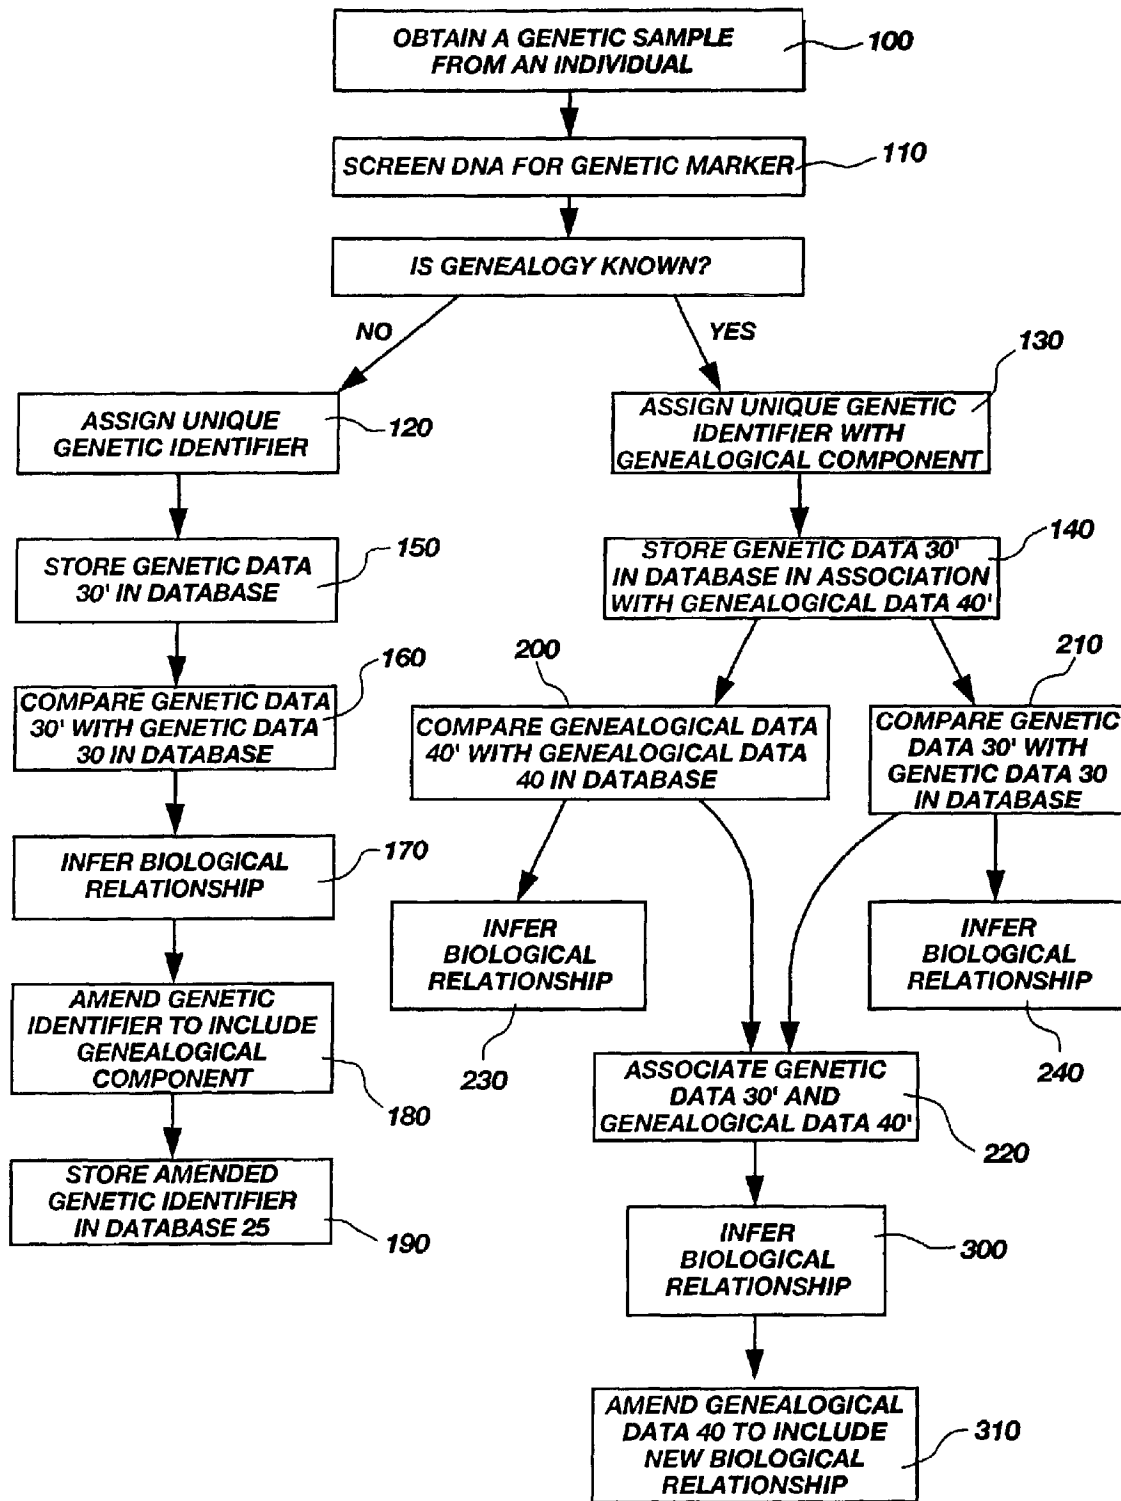 OBTAIN A GENETIC SAMPLE
FROM AN INDIVIDUAL
100
SCREEN DNA FOR GENETIC MARKER
110
IS GENEALOGY KNOWN?
NO
YES
ASSIGN UNIQUE
GENETIC IDENTIFIER
120
130
ASSIGN UNIQUE GENETIC
IDENTIFIER WITH
GENEALOGICAL COMPONENT
STORE GENETIC DATA
30' IN DATABASE
150
140
STORE GENETIC DATA 30'
IN DATABASE IN ASSOCIATION
WITH GENEALOGICAL DATA 40'
COMPARE GENETIC DATA
30' WITH GENETIC DATA
30 IN DATABASE
160
200
COMPARE GENEALOGICAL DATA
40' WITH GENEALOGICAL DATA
40 IN DATABASE
210
COMPARE GENETIC
DATA 30' WITH
GENETIC DATA 30
IN DATABASE
INFER BIOLOGICAL
RELATIONSHIP
170
INFER
BIOLOGICAL
RELATIONSHIP
230
INFER
BIOLOGICAL
RELATIONSHIP
240
AMEND GENETIC
IDENTIFIER TO INCLUDE
GENEALOGICAL
COMPONENT
180
ASSOCIATE GENETIC
DATA 30' AND
GENEALOGICAL DATA 40'
220
STORE AMENDED
GENETIC IDENTIFIER
IN DATABASE 25
190
INFER
BIOLOGICAL
RELATIONSHIP
300
AMEND GENEALOGICAL
DATA 40 TO INCLUDE
NEW BIOLOGICAL
RELATIONSHIP
310